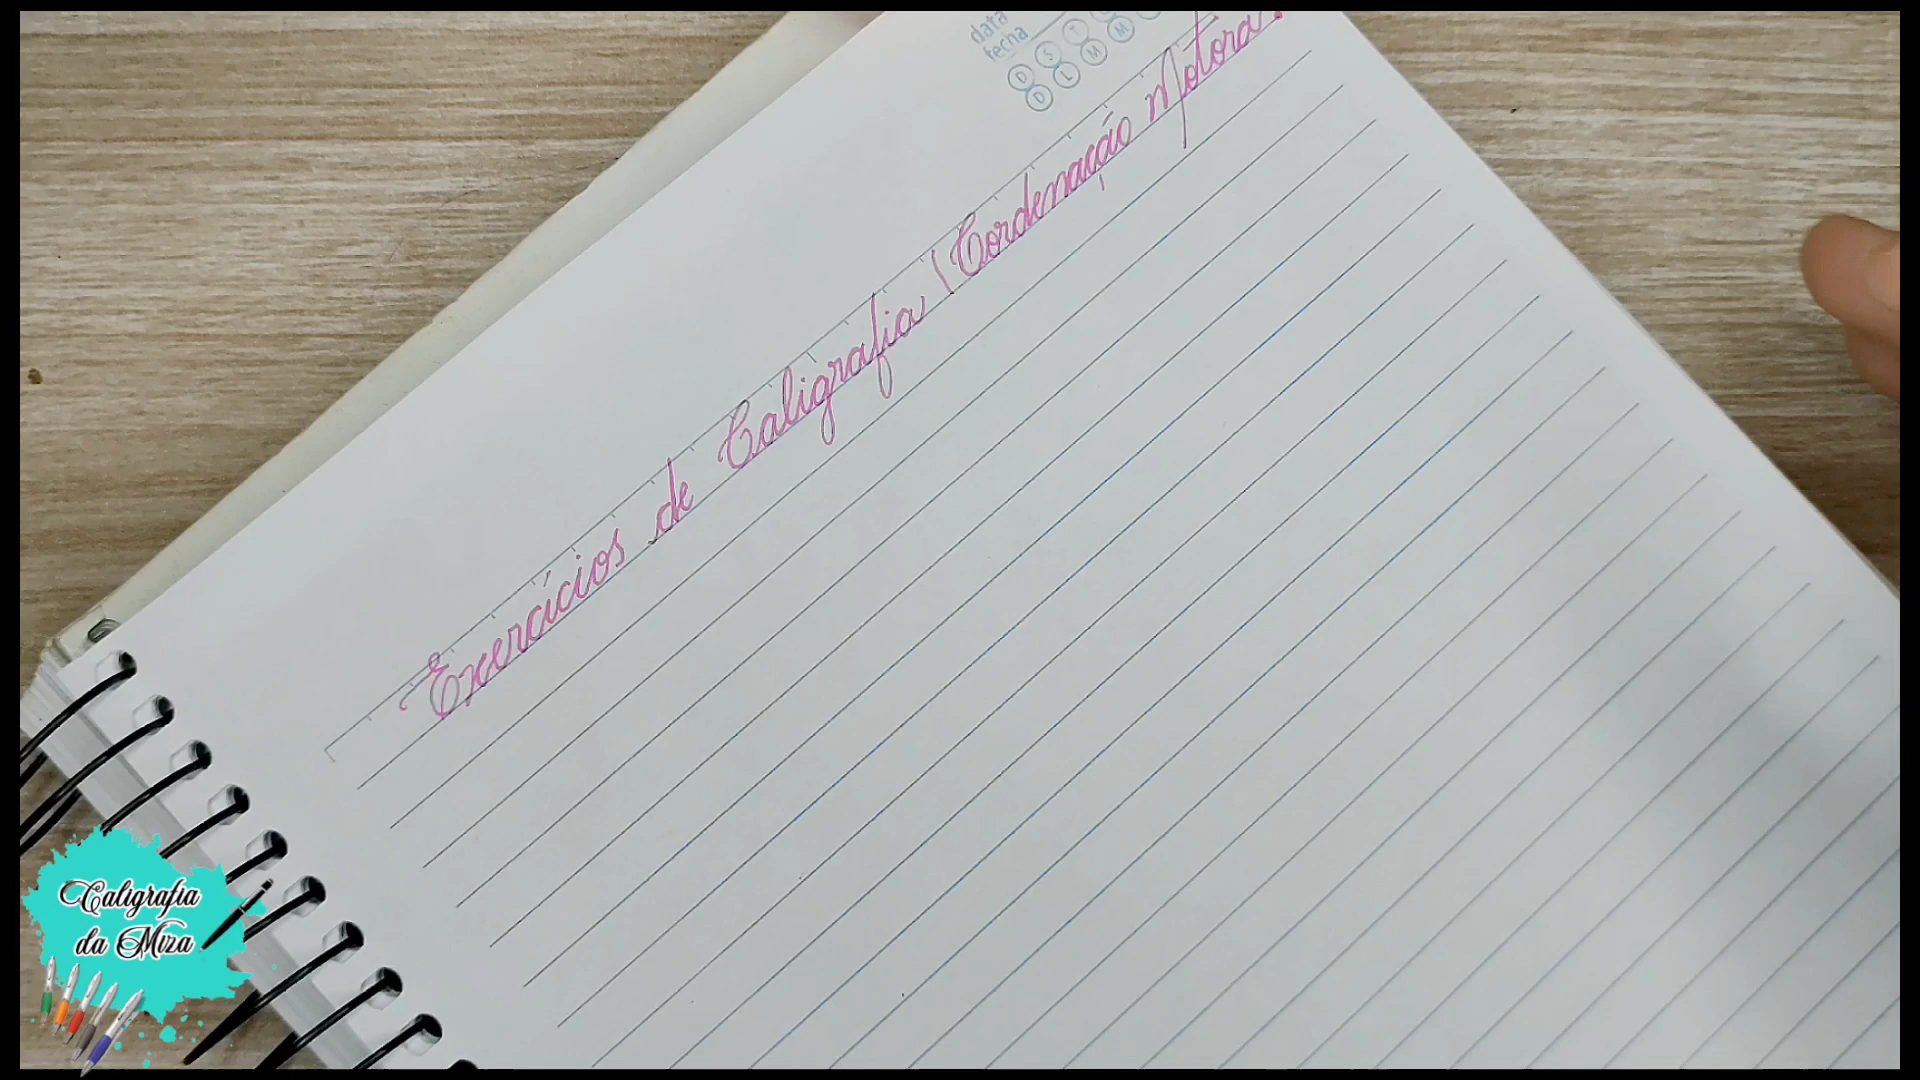 data
fecha
D S T
D L M M
Exercícios de Caligrafia | Cordenação Motora.
Caligrafia
da Miza